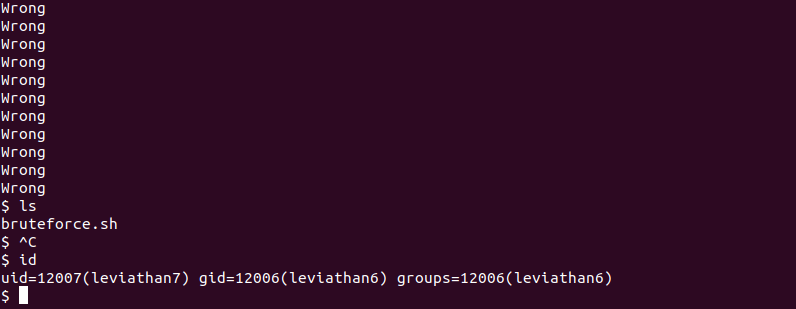 Wrong
Wrong
Wrong
Wrong
Wrong
Wrong
Wrong
Wrong
Wrong
Wrong
Wrong
$ ls
bruteforce.sh
$ ^C
$ id
uid=12007(leviathan7) gid=12006(leviathan6) groups=12006(leviathan6)
$